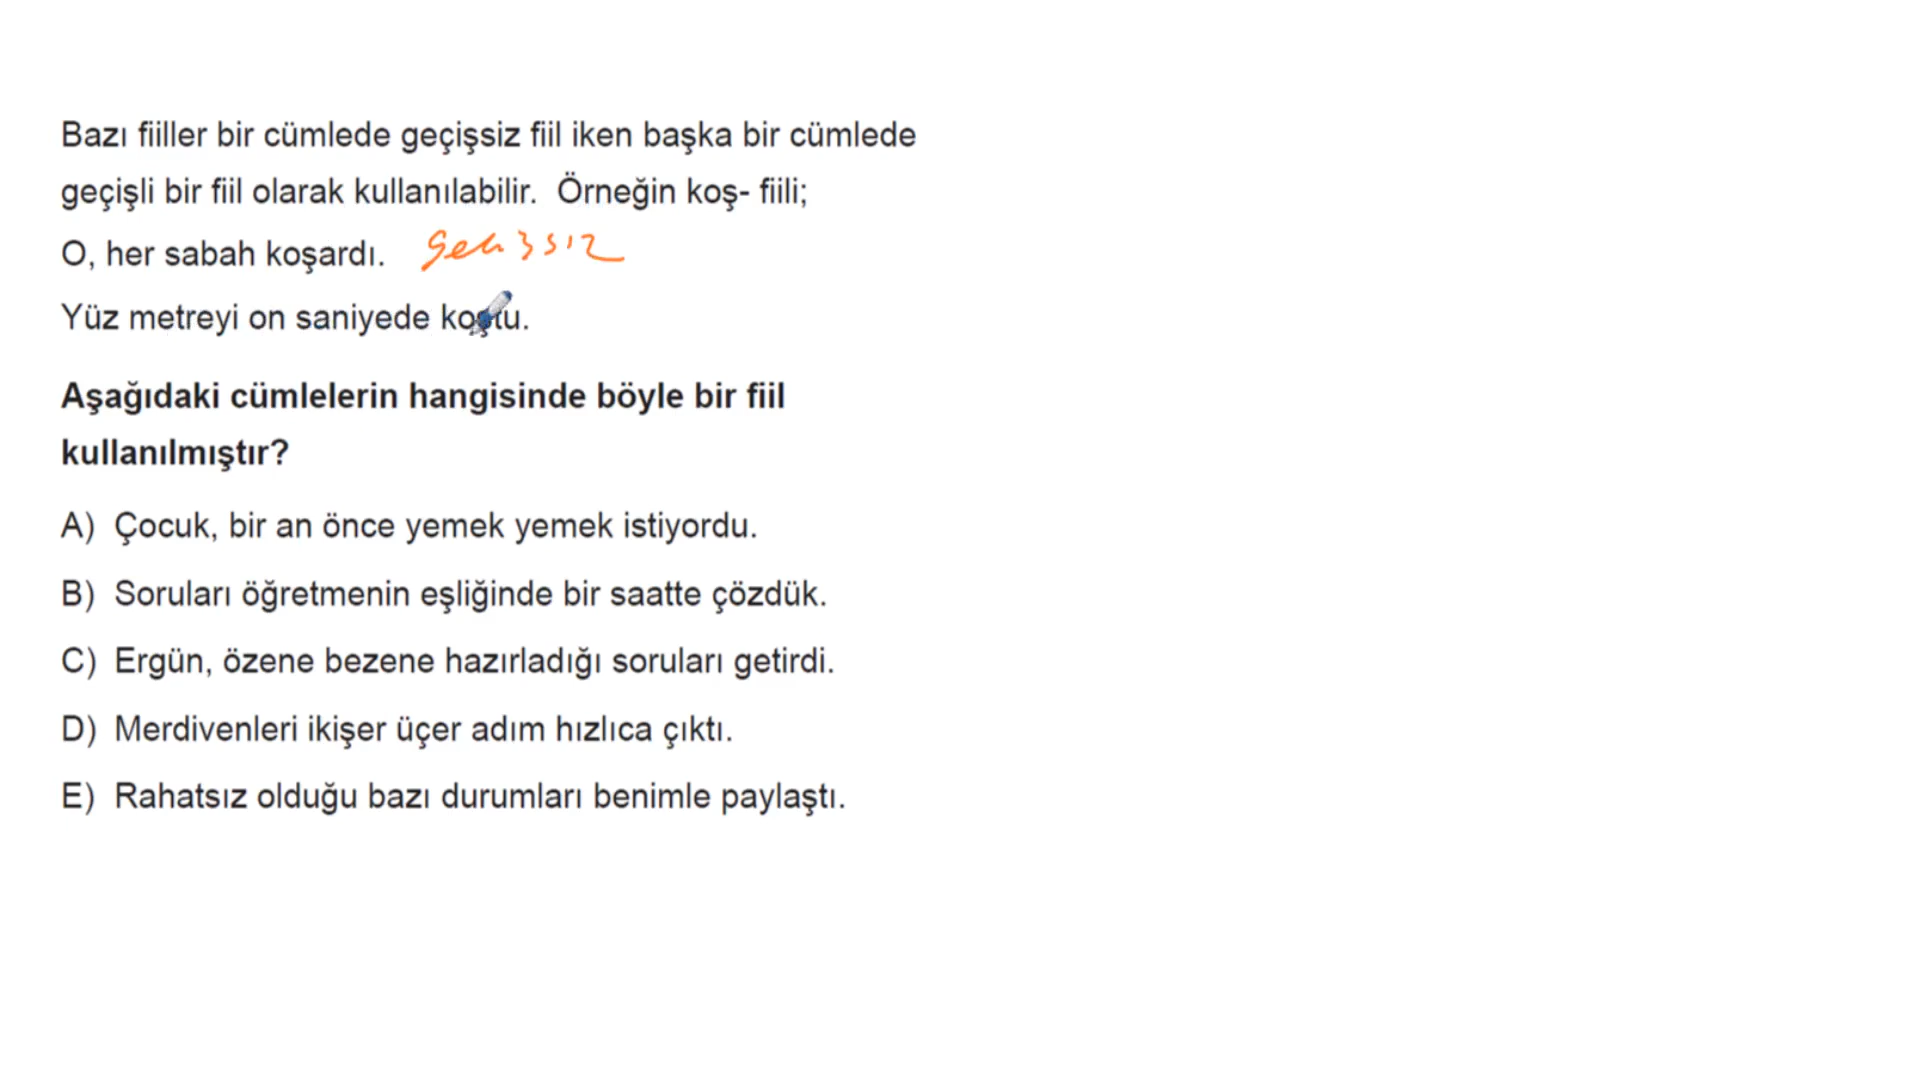 Bazı fiiller bir cümlede geçişsiz fiil iken başka bir cümlede
geçişli bir fiil olarak kullanılabilir. Örneğin koş- fiili;
O, her sabah koşardı.
Yüz metreyi on saniyede koştu.
Aşağıdaki cümlelerin hangisinde böyle bir fiil
kullanılmıştır?
A) Çocuk, bir an önce yemek yemek istiyordu.
B) Soruları öğretmenin eşliğinde bir saatte çözdük.
C) Ergün, özene bezene hazırladığı soruları getirdi.
D) Merdivenleri ikişer üçer adım hızlıca çıktı.
E) Rahatsız olduğu bazı durumları benimle paylaştı.